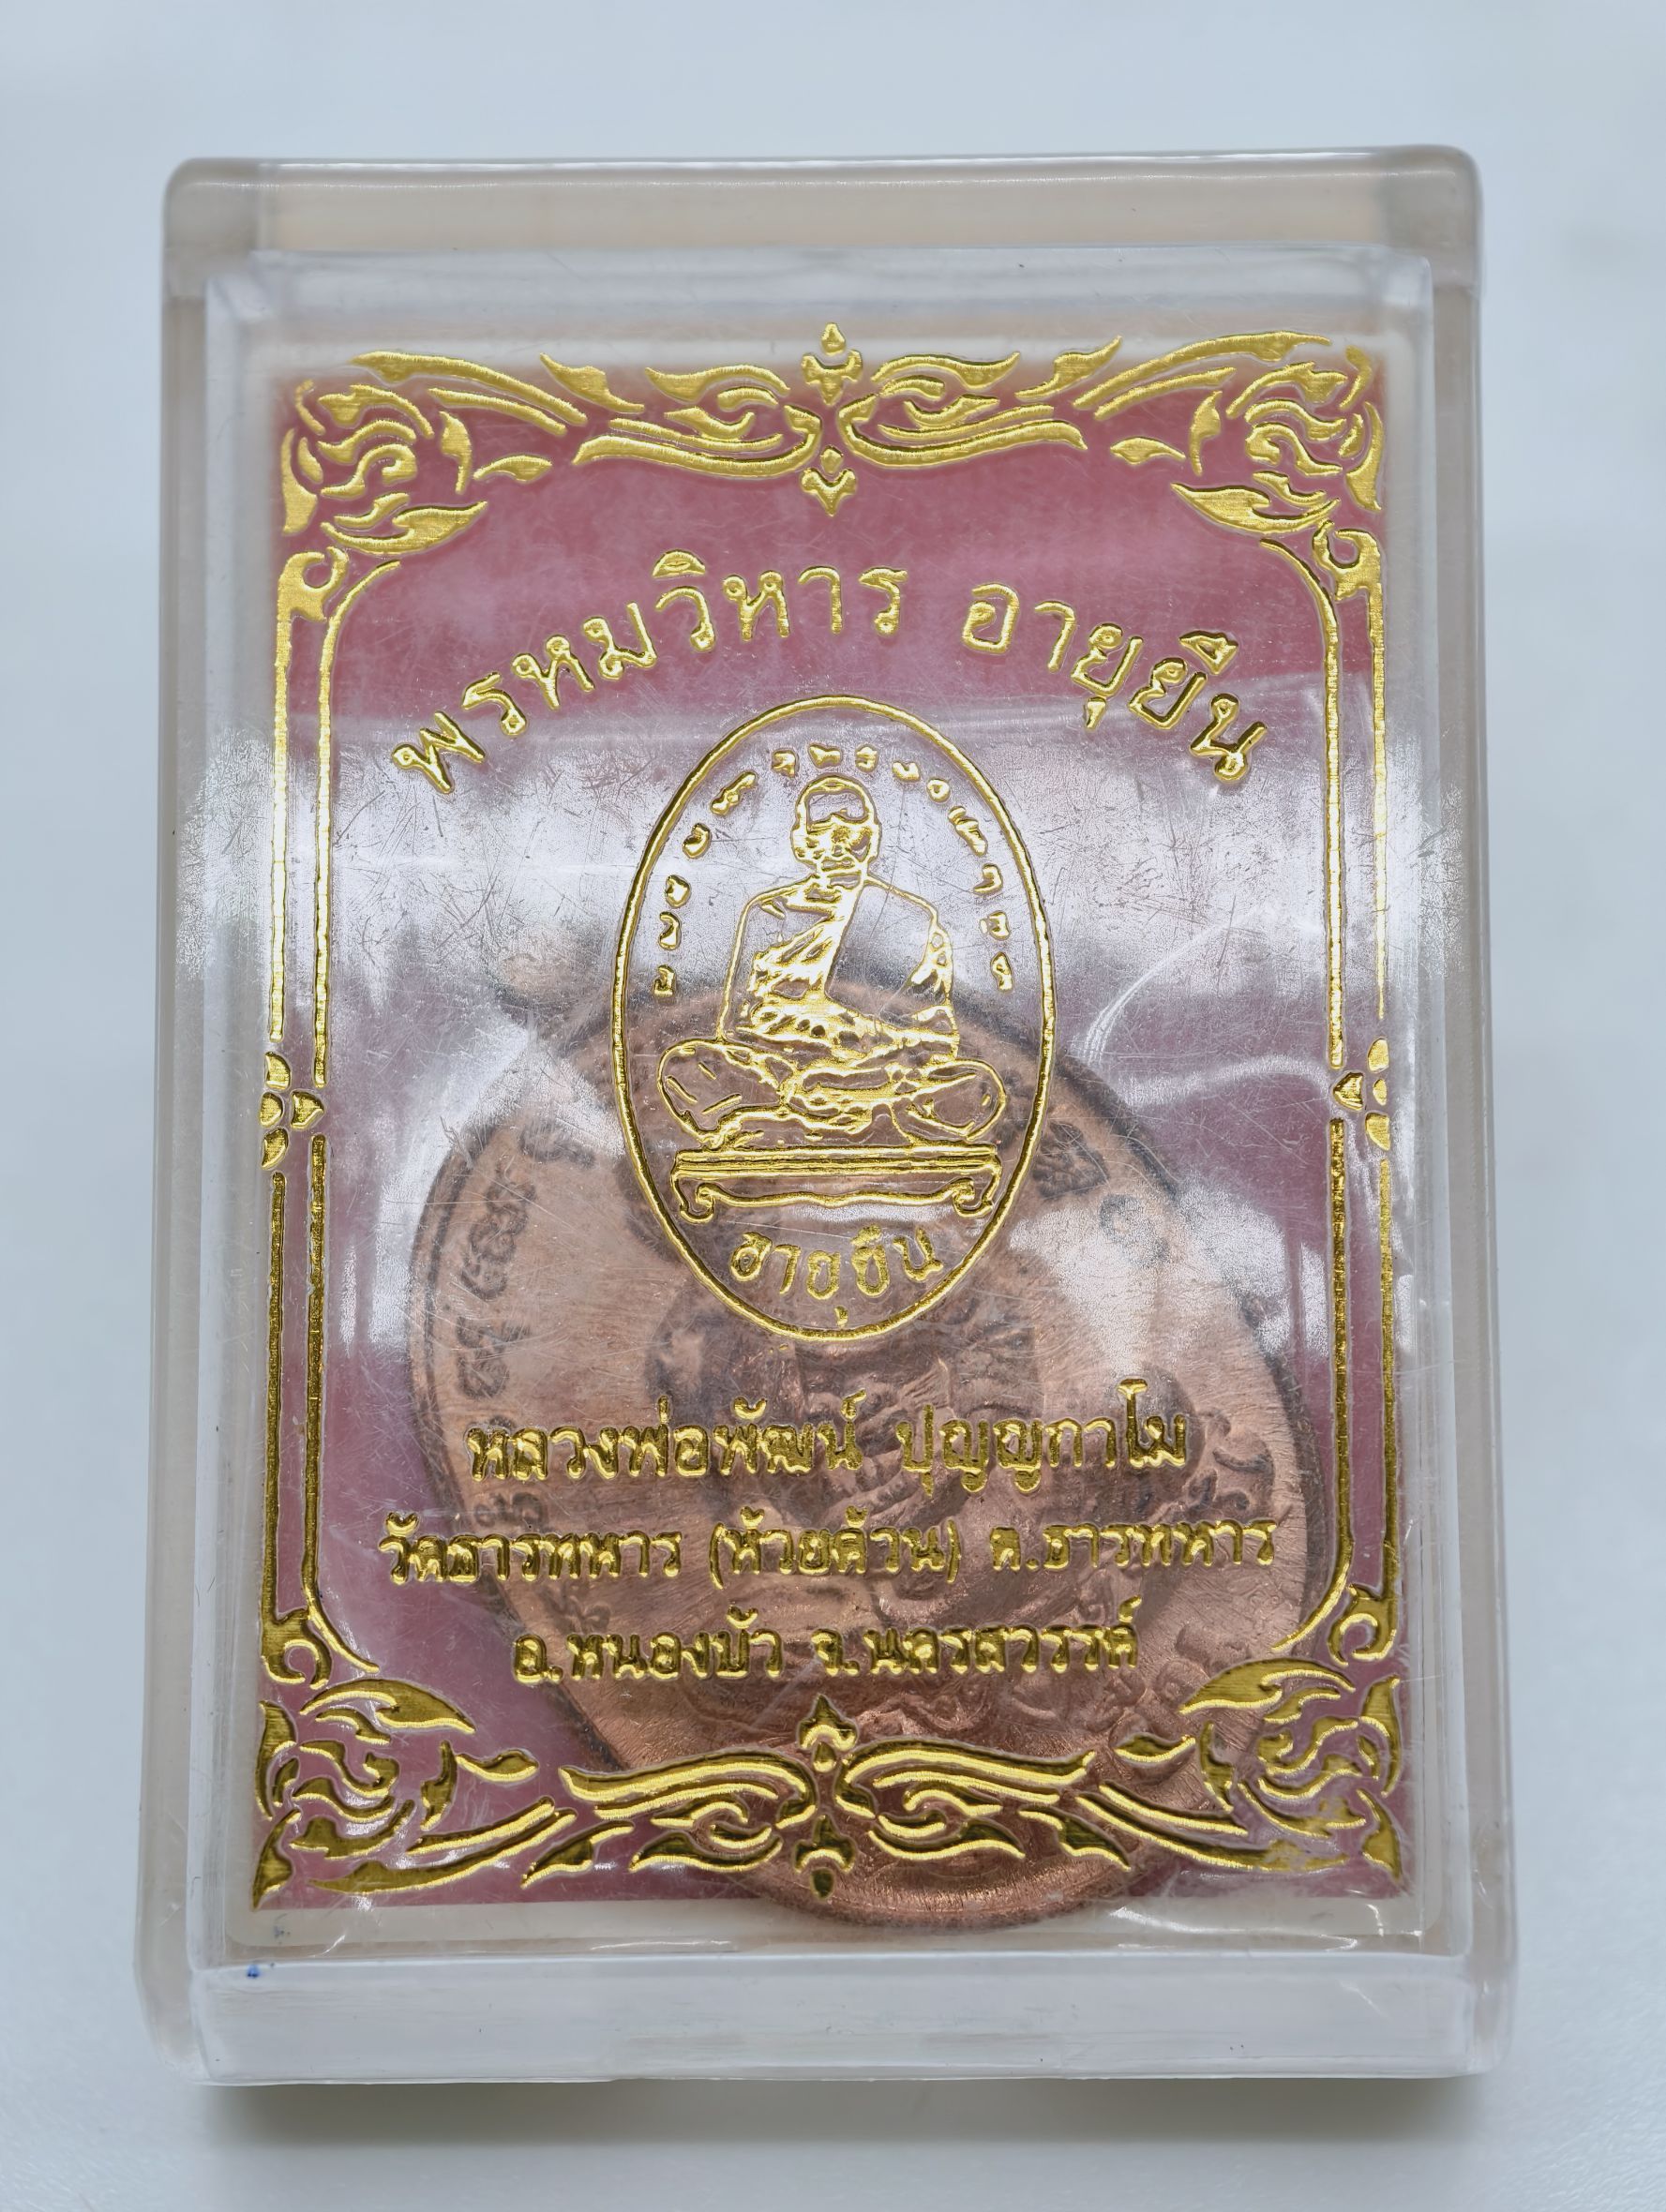 พรหมวิหาร อายุยืน
อายุยืน
หลวงพ่อพัฒน์ ปุญญกาโม
วัดธารทหาร (ห้วยด้วน) ต.ธารทหาร
อ.หนองบัว จ.นครสวรรค์